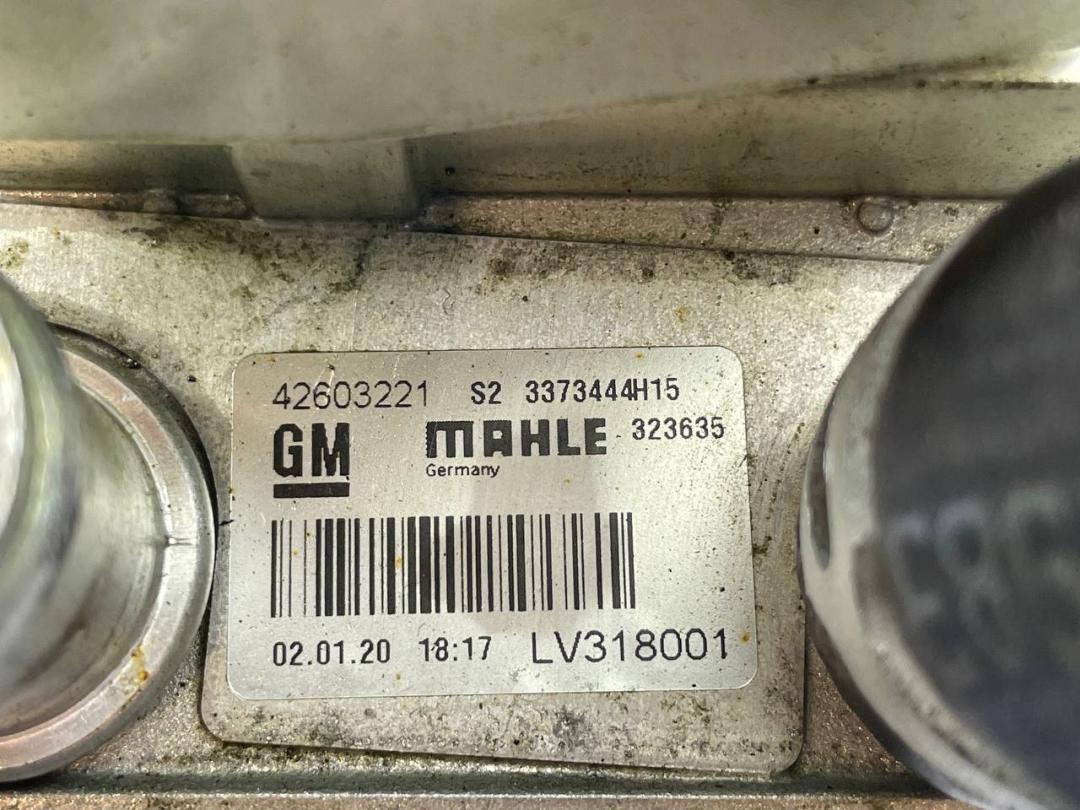 42603221 S2 3373444H15
GM MAHLE 323635
Germany
02.01.20 18:17 LV318001